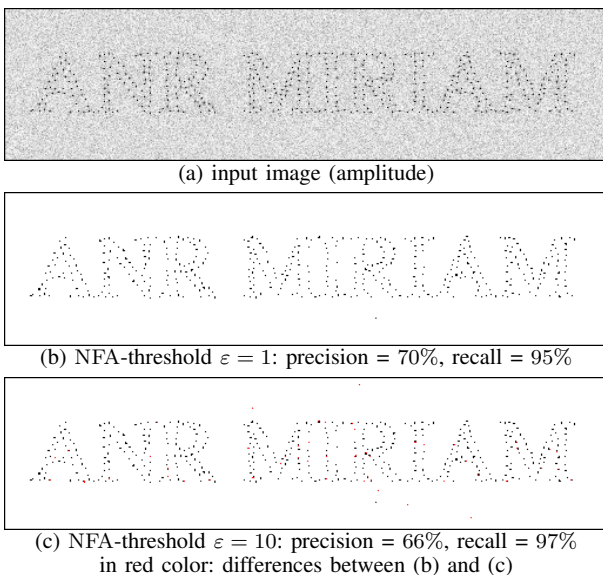 ANR MIRIAM
(a) input image (amplitude)
ANR MIRIAM
(b) NFA-threshold ε = 1: precision = 70%, recall = 95%
ANR MIRIAM
(c) NFA-threshold ε = 10: precision = 66%, recall = 97%
in red color: differences between (b) and (c)